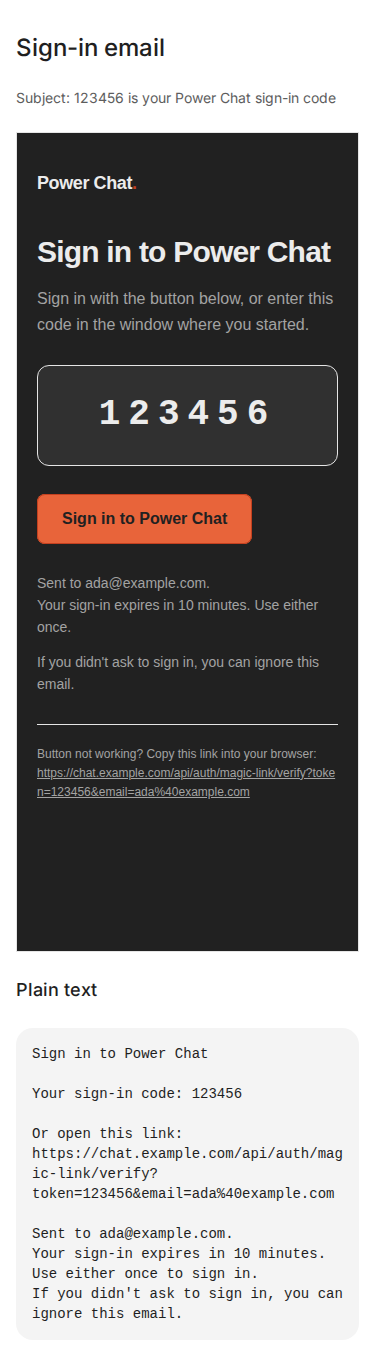 Sign-in email
Subject: 123456 is your Power Chat sign-in code
Power Chat.
Sign in to Power Chat
Sign in with the button below, or enter this
code in the window where you started.
123456
Sign in to Power Chat
Sent to ada@example.com.
Your sign-in expires in 10 minutes. Use either
once.
If you didn't ask to sign in, you can ignore this
email.
Button not working? Copy this link into your browser:
https://chat.example.com/api/auth/magic-link/verify?toke
n=123456&email=ada%40example.com
Plain text
Sign in to Power Chat
Your sign-in code: 123456
Or open this link:
https://chat.example.com/api/auth/mag
ic-link/verify?
token=123456&email=ada%40example.com
Sent to ada@example.com.
Your sign-in expires in 10 minutes.
Use either once to sign in.
If you didn't ask to sign in, you can
ignore this email.